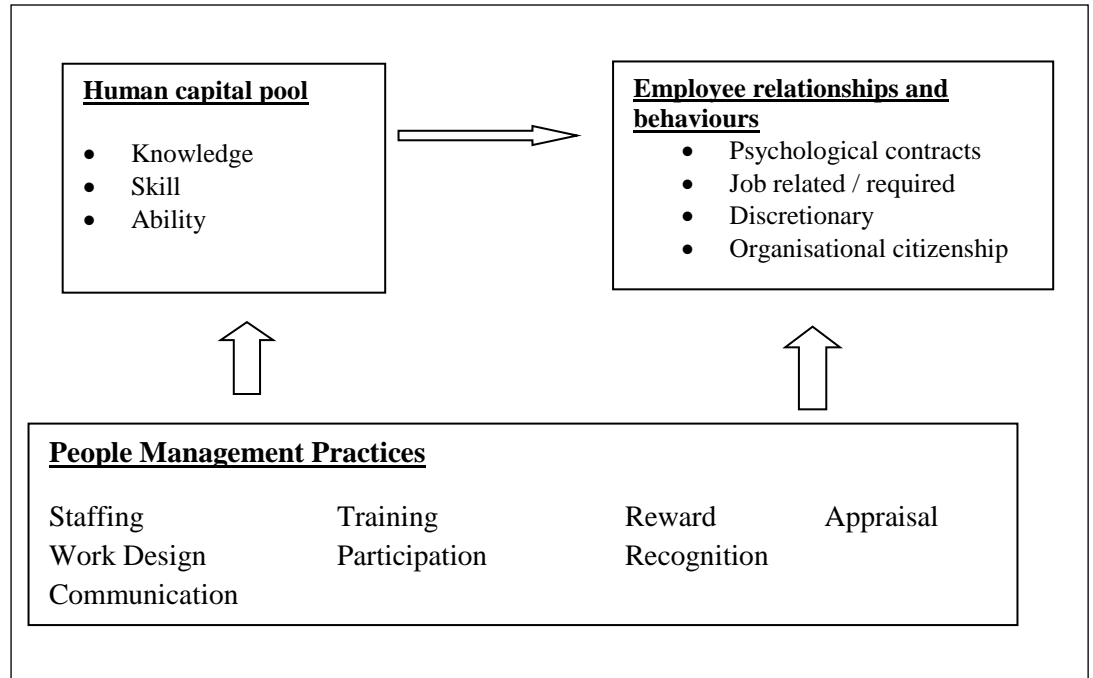 Human capital pool
• Knowledge
• Skill
• Ability
Employee relationships and
behaviours
• Psychological contracts
• Job related / required
• Discretionary
• Organisational citizenship
People Management Practices
Staffing Training Reward Appraisal
Work Design Participation Recognition
Communication